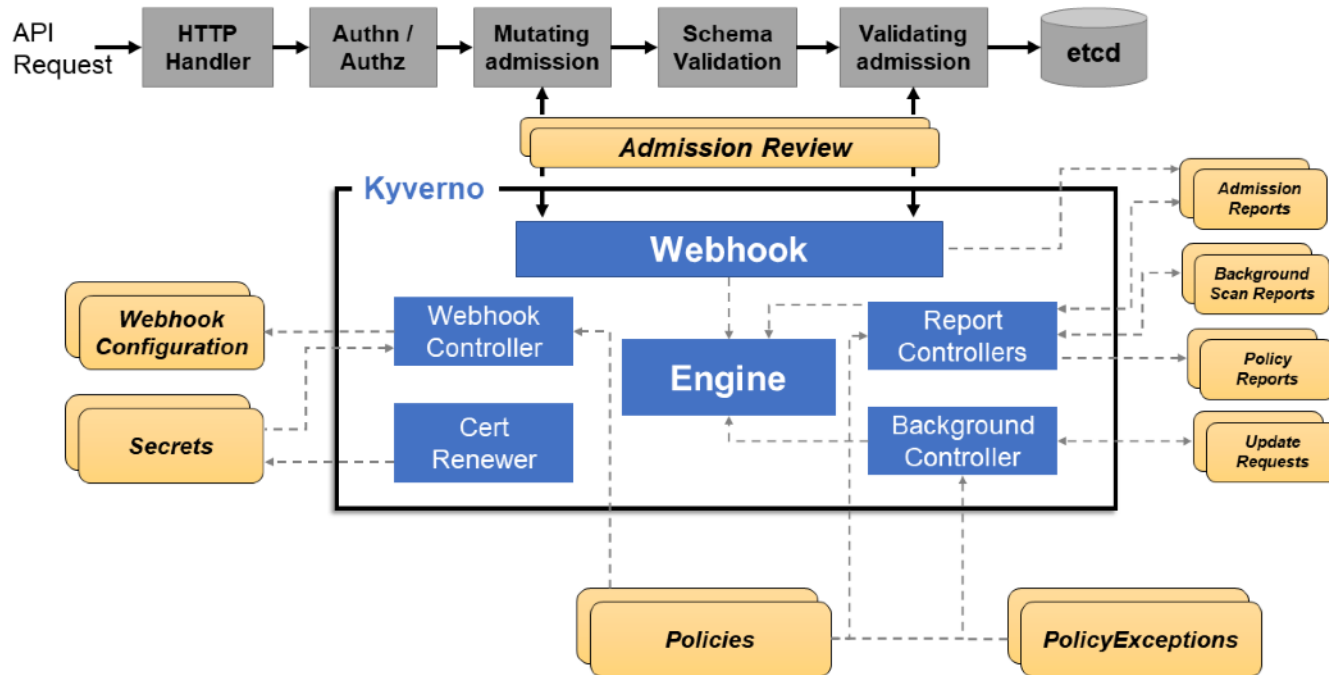 API
Request
HTTP
Handler
Authn /
Authz
Mutating
admission
Schema
Validation
Validating
admission
etcd
Admission Review
Kyverno
Webhook
Admission
Reports
Background
Scan Reports
Webhook
Configuration
Webhook
Controller
Report
Controllers
Engine
Policy
Reports
Secrets
Cert
Renewer
Background
Controller
Update
Requests
Policies
PolicyExceptions